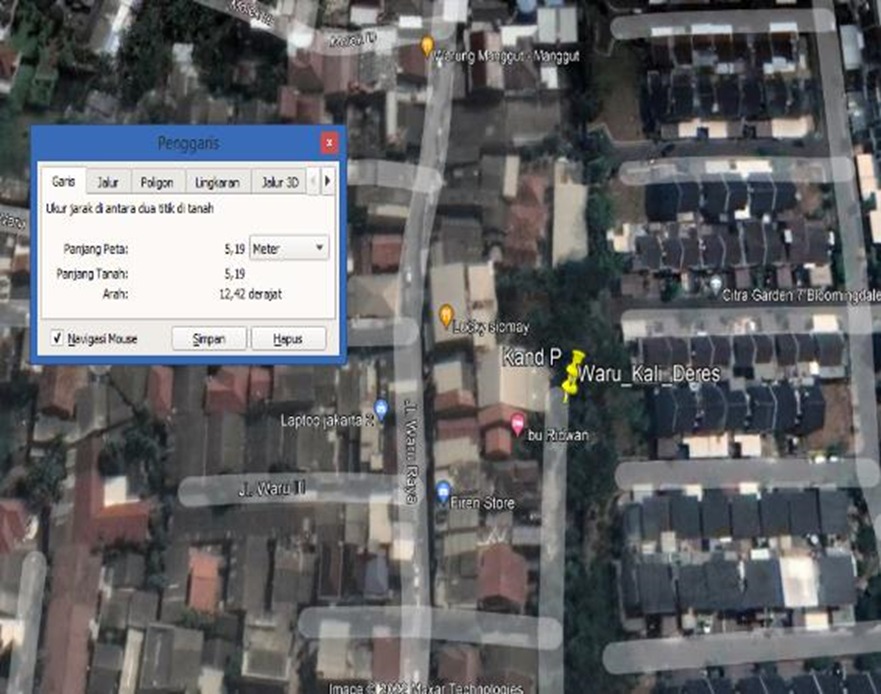 Warung Manggut - Manggut
Penggaris
x
Garis Jalur Poligon Lingkaran Jalur 3D
Ukur jarak di antara dua titik di tanah
Panjang Peta: 5,19 Meter
Panjang Tanah: 5,19
Arah: 12,42 derajat
Navigasi Mouse Simpan Hapus
Citra Garden 7 Bloomingdale
Lucky siomay
Kand P
Waru_Kali_Deres
Laptop jakarta 2
Jl. Waru Raya
Ibu Ridwan
Jl. Waru III
Firen Store
Image © 2022 Maxar Technologies